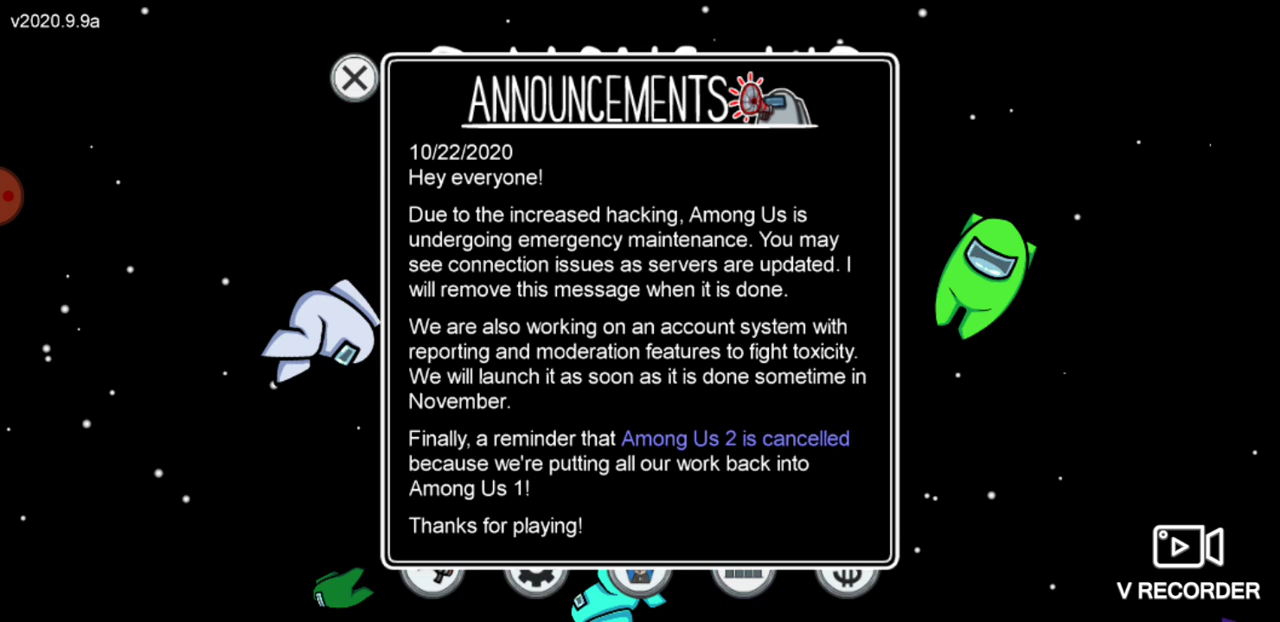 v2020.9.9a
ANNOUNCEMENTS
10/22/2020
Hey everyone!
Due to the increased hacking, Among Us is
undergoing emergency maintenance. You may
see connection issues as servers are updated. I
will remove this message when it is done.
We are also working on an account system with
reporting and moderation features to fight toxicity.
We will launch it as soon as it is done sometime in
November.
Finally, a reminder that Among Us 2 is cancelled
because we're putting all our work back into
Among Us 1!
Thanks for playing!
V RECORDER